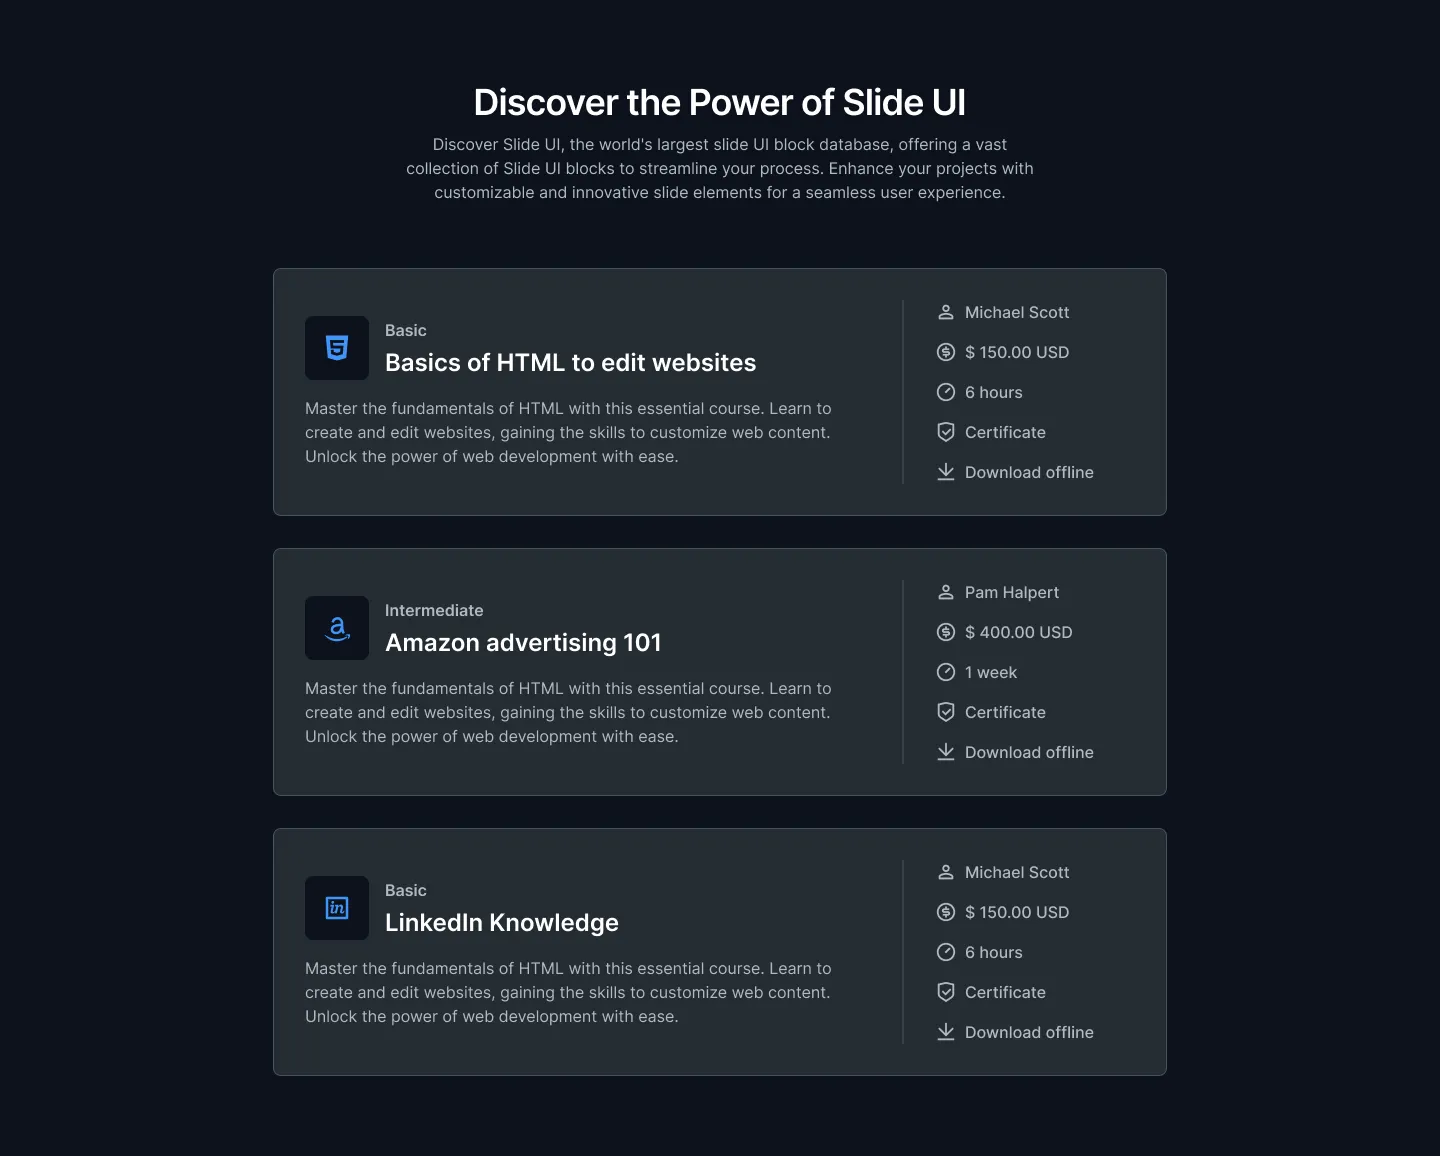 Discover the Power of Slide UI
Discover Slide UI, the world's largest slide UI block database, offering a vast
collection of Slide UI blocks to streamline your process. Enhance your projects with
customizable and innovative slide elements for a seamless user experience.
Basic
Basics of HTML to edit websites
Master the fundamentals of HTML with this essential course. Learn to
create and edit websites, gaining the skills to customize web content.
Unlock the power of web development with ease.
Michael Scott
$ 150.00 USD
6 hours
Certificate
Download offline
Intermediate
Amazon advertising 101
Master the fundamentals of HTML with this essential course. Learn to
create and edit websites, gaining the skills to customize web content.
Unlock the power of web development with ease.
Pam Halpert
$ 400.00 USD
1 week
Certificate
Download offline
Basic
LinkedIn Knowledge
Master the fundamentals of HTML with this essential course. Learn to
create and edit websites, gaining the skills to customize web content.
Unlock the power of web development with ease.
Michael Scott
$ 150.00 USD
6 hours
Certificate
Download offline